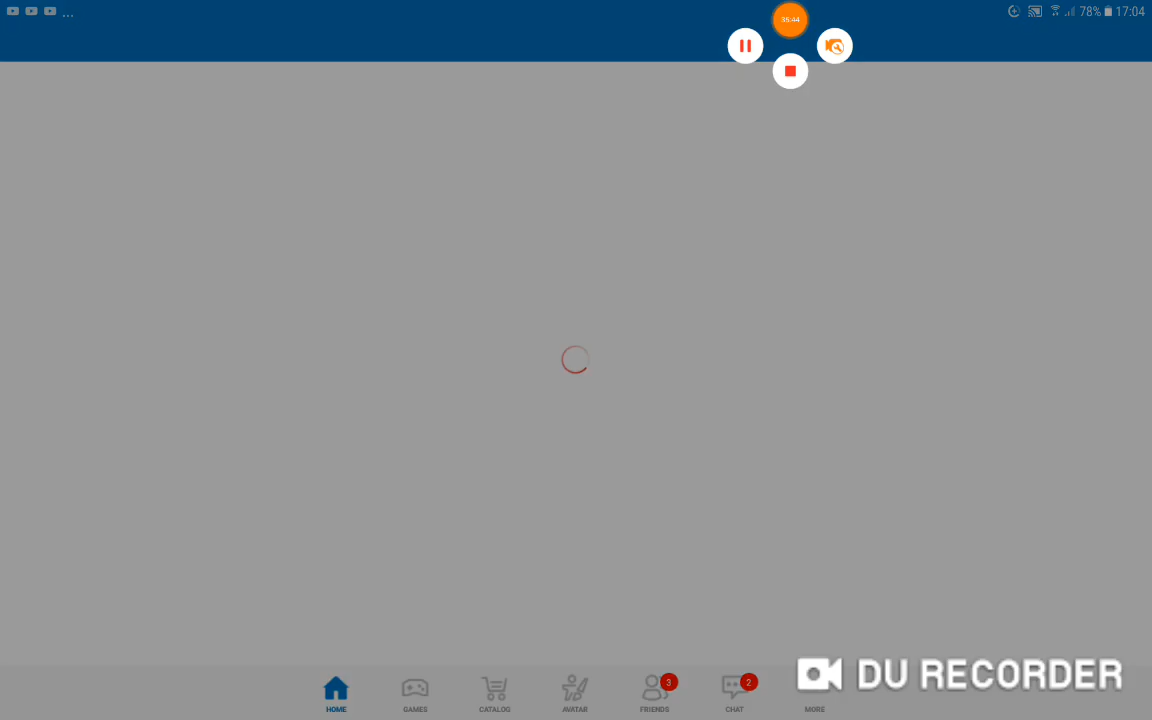 ... 78% 17:04
35:44
HOME GAMES CATALOG AVATAR FRIENDS 3 CHAT 2 MORE
DU RECORDER